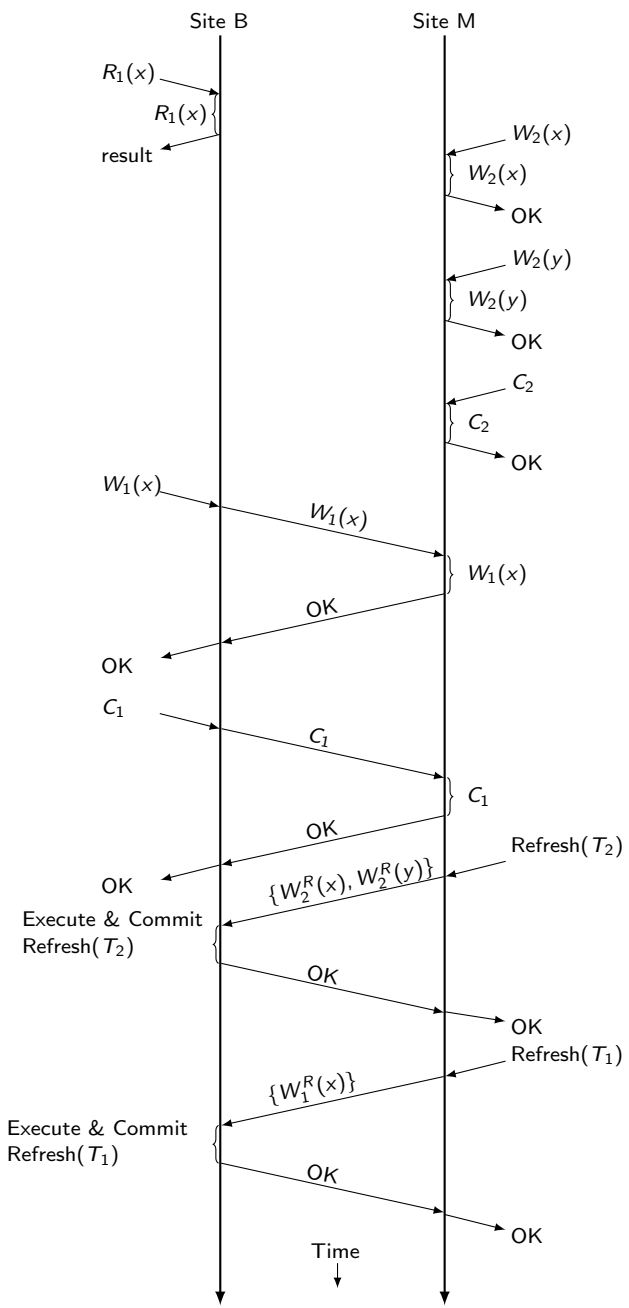 Site B
Site M
R₁(x)
R₁(x)
result
W₂(x)
W₂(x)
OK
W₂(y)
W₂(y)
OK
C₂
C₂
OK
W₁(x)
W₁(x)
W₁(x)
OK
OK
C₁
C₁
C₁
OK
OK
Refresh(T₂)
{W₂ᴿ(x), W₂ᴿ(y)}
Execute & Commit
Refresh(T₂)
OK
OK
Refresh(T₁)
{W₁ᴿ(x)}
Execute & Commit
Refresh(T₁)
OK
OK
Time